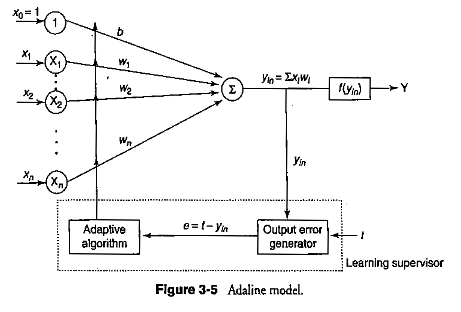 x₀ = 1
1
b
x₁
X₁
w₁
x₂
X₂
w₂
xₙ
Xₙ
wₙ
Σ
yᵢₙ = Σxᵢwᵢ
f(yᵢₙ)
Y
yᵢₙ
Adaptive
algorithm
e = t – yᵢₙ
Output error
generator
t
Learning supervisor
Figure 3-5 Adaline model.